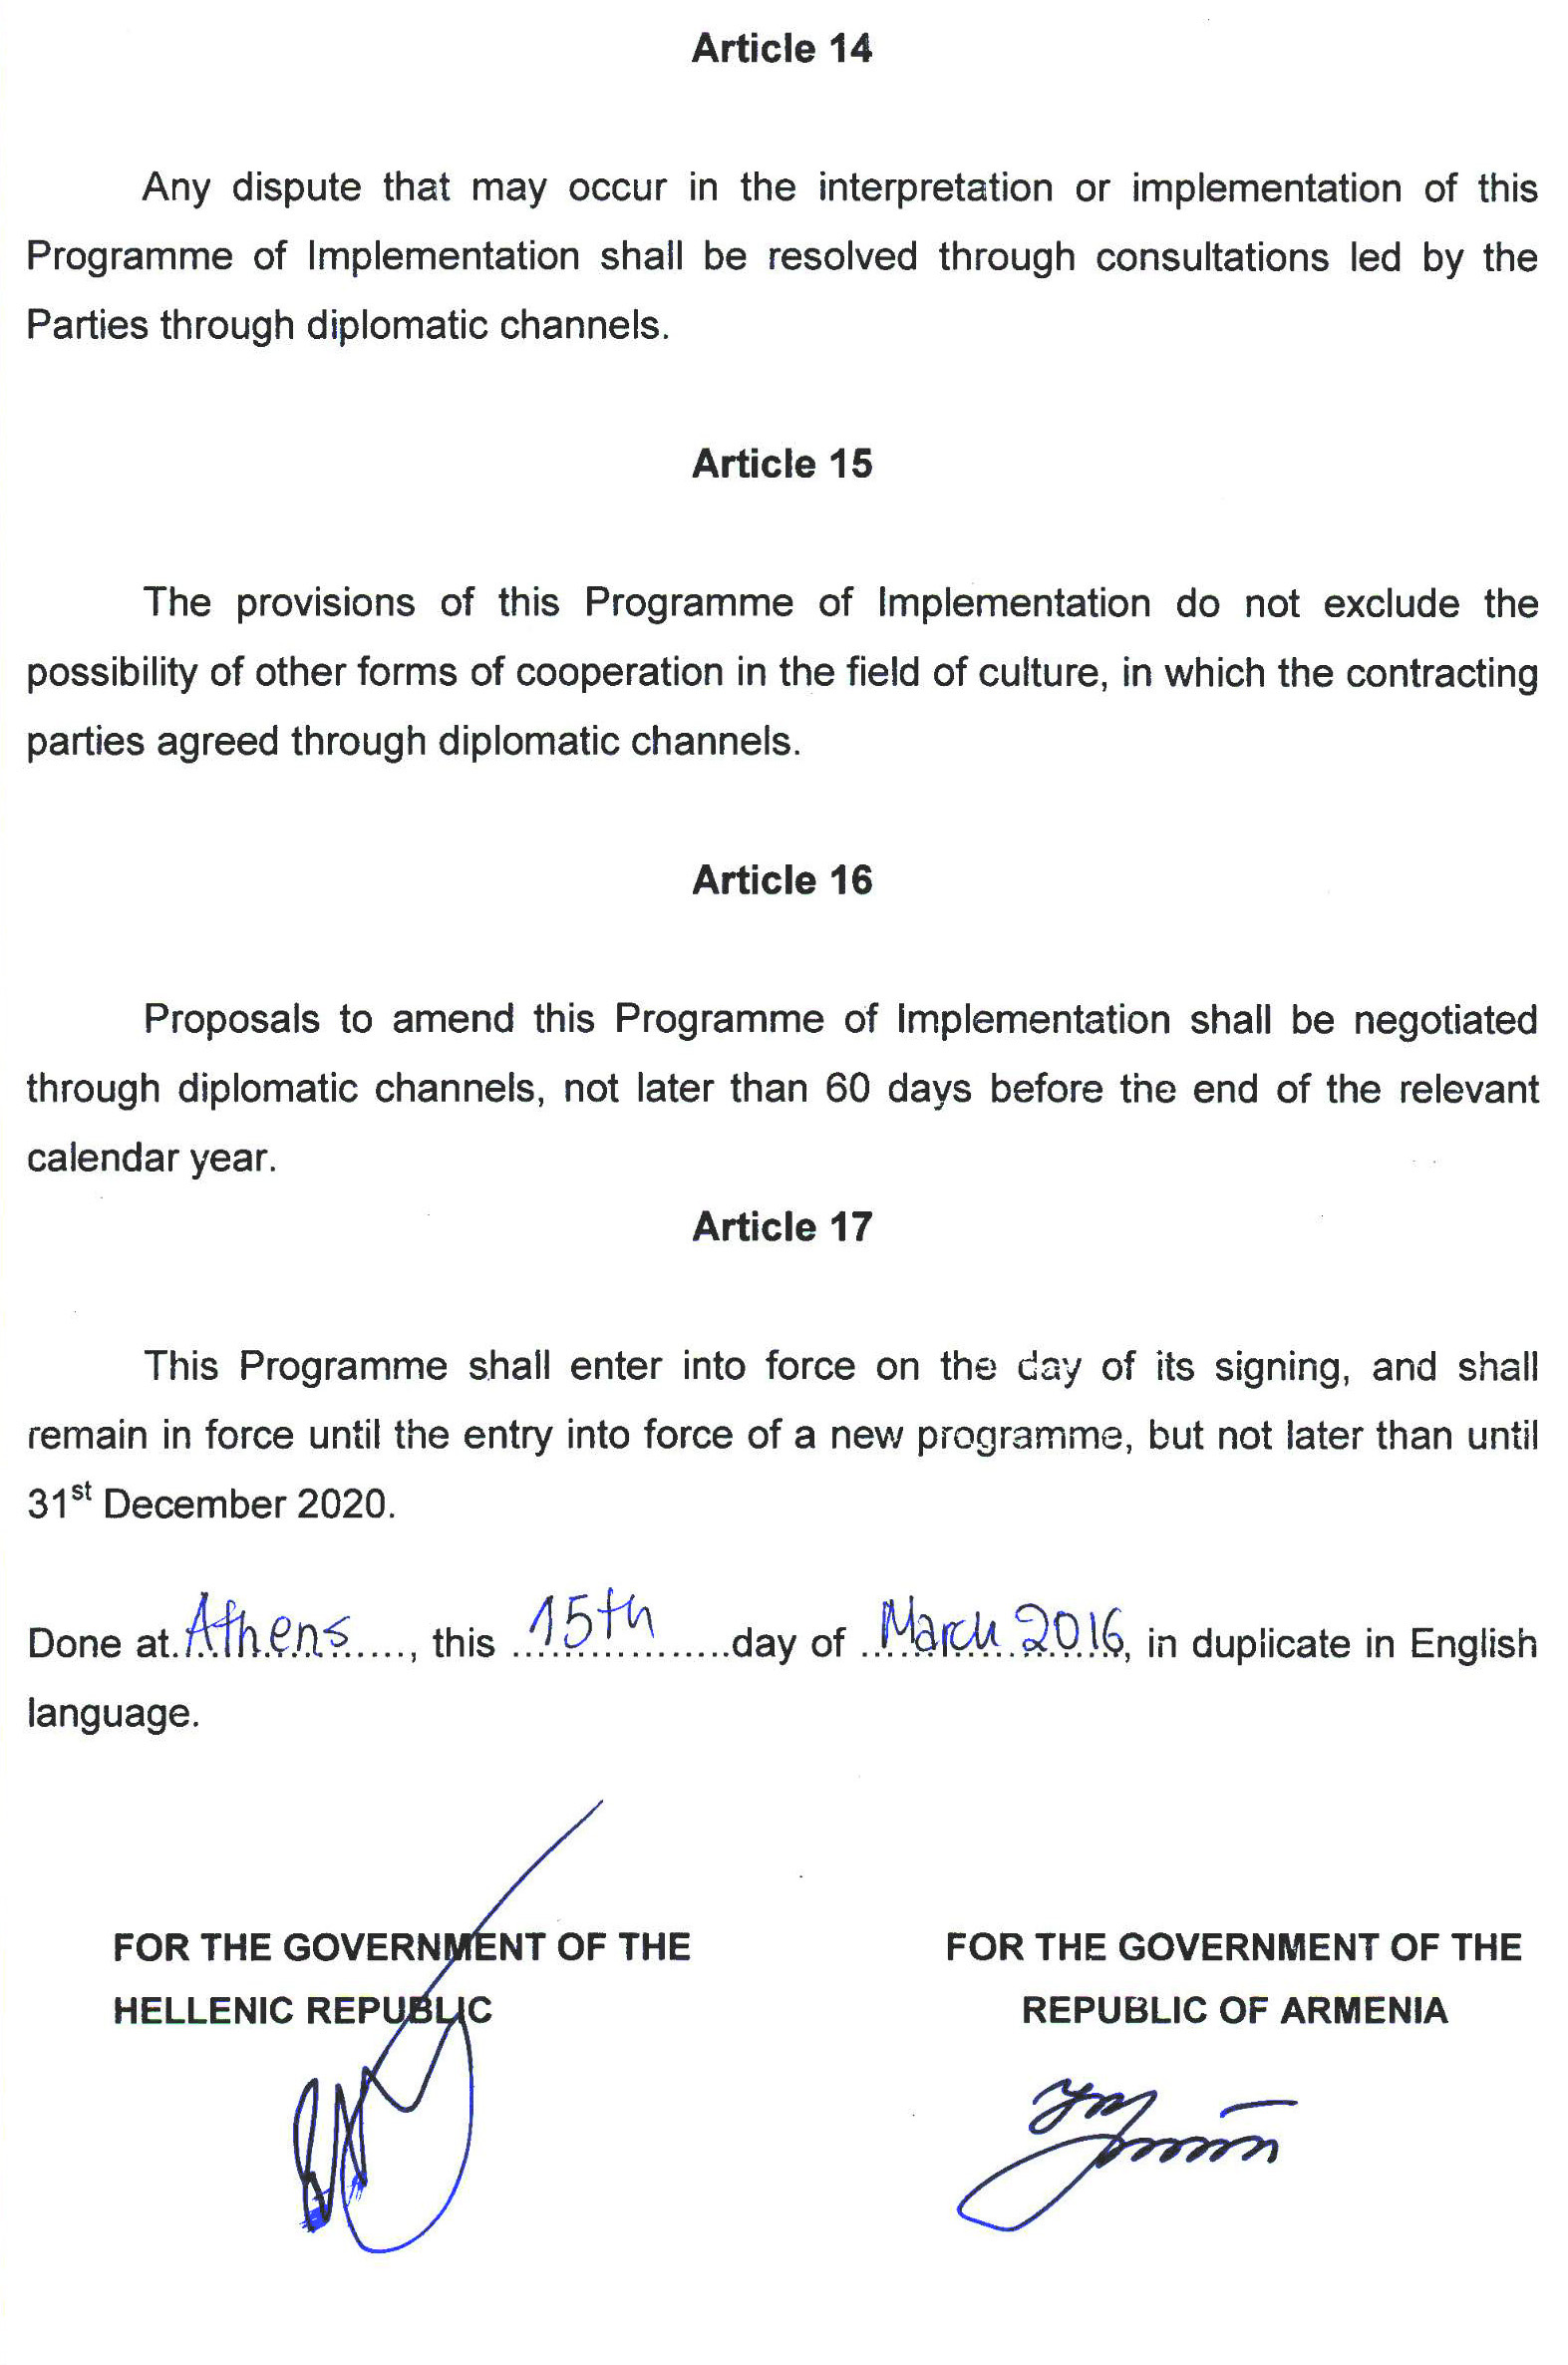 Article 14
Any dispute that may occur in the interpretation or implementation of this
Programme of Implementation shall be resolved through consultations led by the
Parties through diplomatic channels.
Article 15
The provisions of this Programme of Implementation do not exclude the
possibility of other forms of cooperation in the field of culture, in which the contracting
parties agreed through diplomatic channels.
Article 16
Proposals to amend this Programme of Implementation shall be negotiated
through diplomatic channels, not later than 60 days before the end of the relevant
calendar year.
Article 17
This Programme shall enter into force on the day of its signing, and shall
remain in force until the entry into force of a new programme, but not later than until
31st December 2020.
Done at. Athens ......, this 15th ......day of March 2016, in duplicate in English
language.
FOR THE GOVERNMENT OF THE
HELLENIC REPUBLIC
FOR THE GOVERNMENT OF THE
REPUBLIC OF ARMENIA